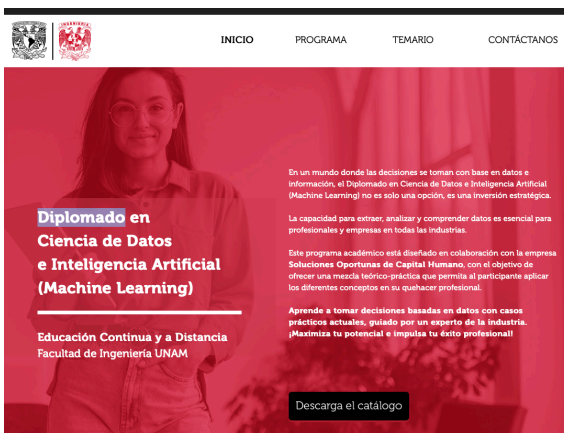 INICIO
PROGRAMA
TEMARIO
CONTÁCTANOS
Diplomado en
Ciencia de Datos
e Inteligencia Artificial
(Machine Learning)
Educación Continua y a Distancia
Facultad de Ingeniería UNAM
En un mundo donde las decisiones se toman con base en datos e
información, el Diplomado en Ciencia de Datos e Inteligencia Artificial
(Machine Learning) no es solo una opción, es una inversión estratégica.
La capacidad para extraer, analizar y comprender datos es esencial para
profesionales y empresas en todas las industrias.
Este programa académico está diseñado en colaboración con la empresa
Soluciones Oportunas de Capital Humano, con el objetivo de
ofrecer una mezcla teórico-práctica que permita al participante aplicar
los diferentes conceptos en su quehacer profesional.
Aprende a tomar decisiones basadas en datos con casos
prácticos actuales, guiado por un experto de la industria.
¡Maximiza tu potencial e impulsa tu éxito profesional!
Descarga el catálogo